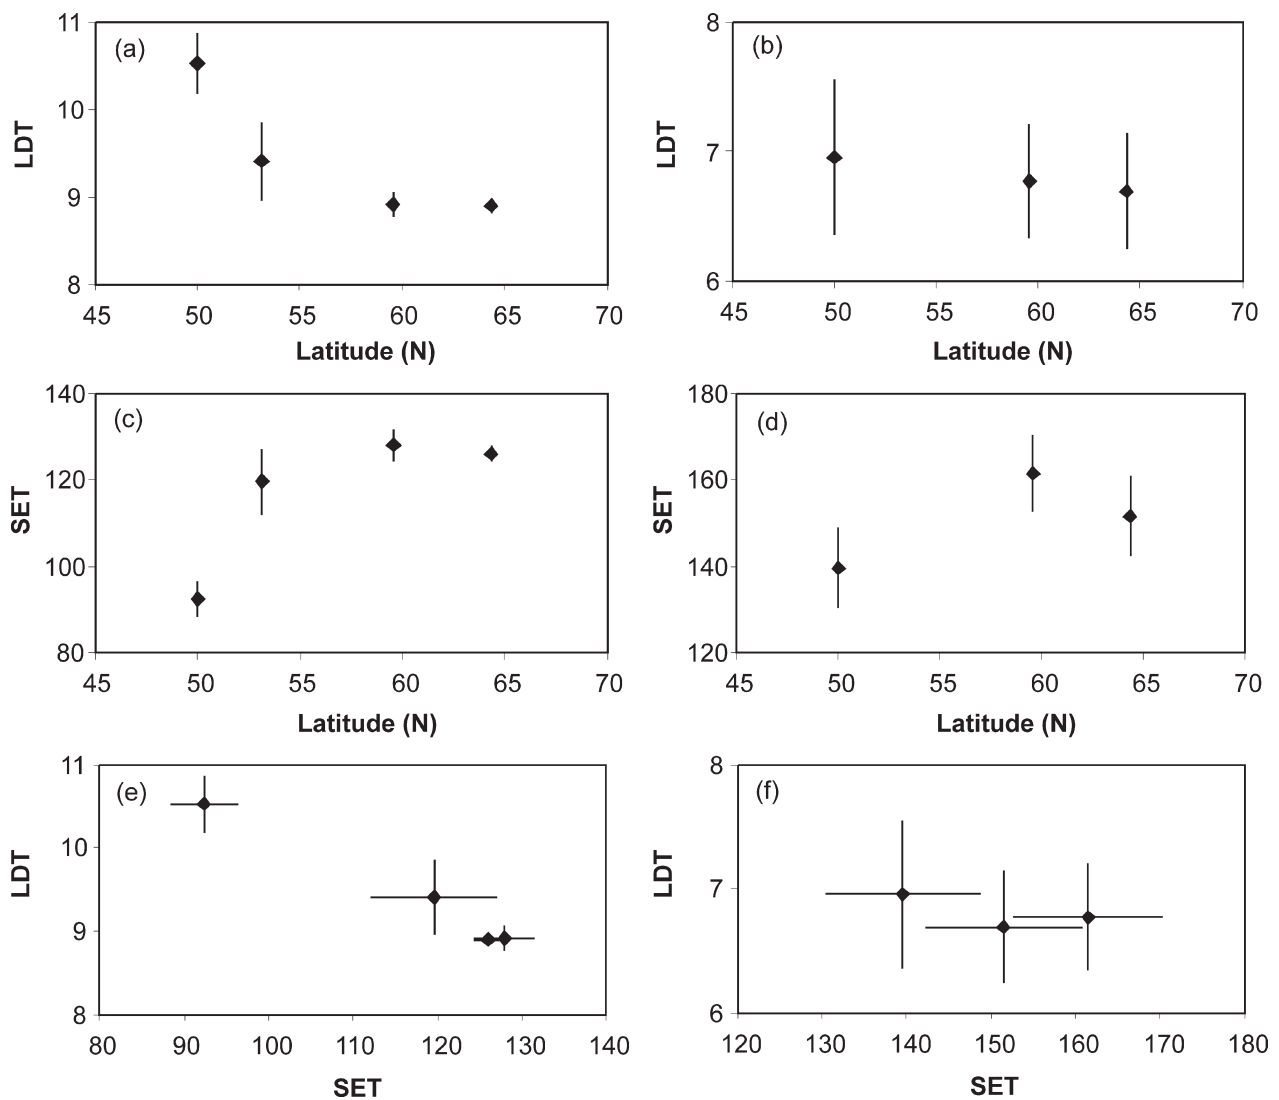 11
10
9
8
LDT
(a)
45 50 55 60 65 70
Latitude (N)
8
7
6
LDT
(b)
45 50 55 60 65 70
Latitude (N)
140
120
100
80
SET
(c)
45 50 55 60 65 70
Latitude (N)
180
160
140
120
SET
(d)
45 50 55 60 65 70
Latitude (N)
11
10
9
8
LDT
(e)
80 90 100 110 120 130 140
SET
8
7
6
LDT
(f)
120 130 140 150 160 170 180
SET